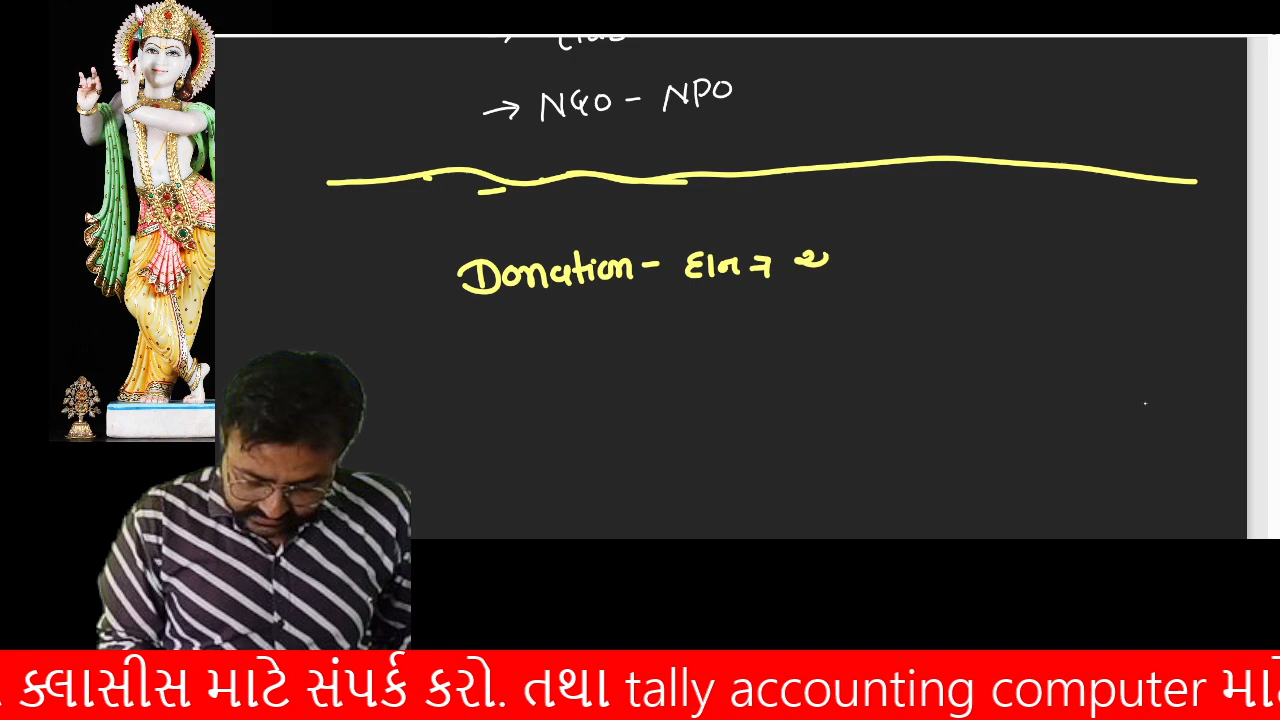 → NGO - NPO
Donation - દાન
ક્લાસીસ માટે સંપર્ક કરો. તથા tally accounting computer